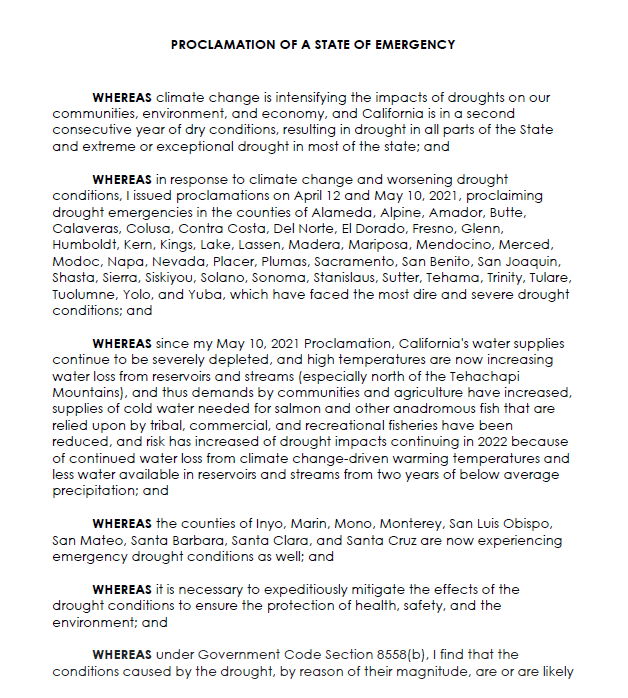 PROCLAMATION OF A STATE OF EMERGENCY
WHEREAS climate change is intensifying the impacts of droughts on our
communities, environment, and economy, and California is in a second
consecutive year of dry conditions, resulting in drought in all parts of the State
and extreme or exceptional drought in most of the state; and
WHEREAS in response to climate change and worsening drought
conditions, I issued proclamations on April 12 and May 10, 2021, proclaiming
drought emergencies in the counties of Alameda, Alpine, Amador, Butte,
Calaveras, Colusa, Contra Costa, Del Norte, El Dorado, Fresno, Glenn,
Humboldt, Kern, Kings, Lake, Lassen, Madera, Mariposa, Mendocino, Merced,
Modoc, Napa, Nevada, Placer, Plumas, Sacramento, San Benito, San Joaquin,
Shasta, Sierra, Siskiyou, Solano, Sonoma, Stanislaus, Sutter, Tehama, Trinity, Tulare,
Tuolumne, Yolo, and Yuba, which have faced the most dire and severe drought
conditions; and
WHEREAS since my May 10, 2021 Proclamation, California's water supplies
continue to be severely depleted, and high temperatures are now increasing
water loss from reservoirs and streams (especially north of the Tehachapi
Mountains), and thus demands by communities and agriculture have increased,
supplies of cold water needed for salmon and other anadromous fish that are
relied upon by tribal, commercial, and recreational fisheries have been
reduced, and risk has increased of drought impacts continuing in 2022 because
of continued water loss from climate change-driven warming temperatures and
less water available in reservoirs and streams from two years of below average
precipitation; and
WHEREAS the counties of Inyo, Marin, Mono, Monterey, San Luis Obispo,
San Mateo, Santa Barbara, Santa Clara, and Santa Cruz are now experiencing
emergency drought conditions as well; and
WHEREAS it is necessary to expeditiously mitigate the effects of the
drought conditions to ensure the protection of health, safety, and the
environment; and
WHEREAS under Government Code Section 8558(b), I find that the
conditions caused by the drought, by reason of their magnitude, are or are likely